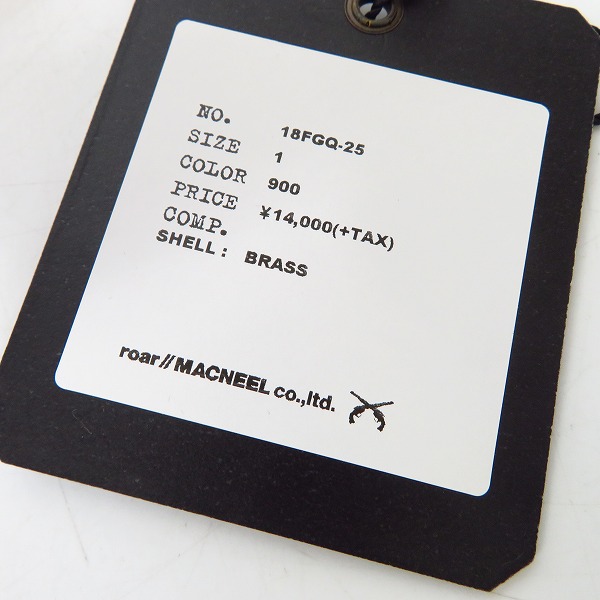 NO. 18FGQ-25
SIZE 1
COLOR 900
PRICE ¥14,000(+TAX)
COMP.
SHELL: BRASS
roar//MACNEEL co.,ltd.